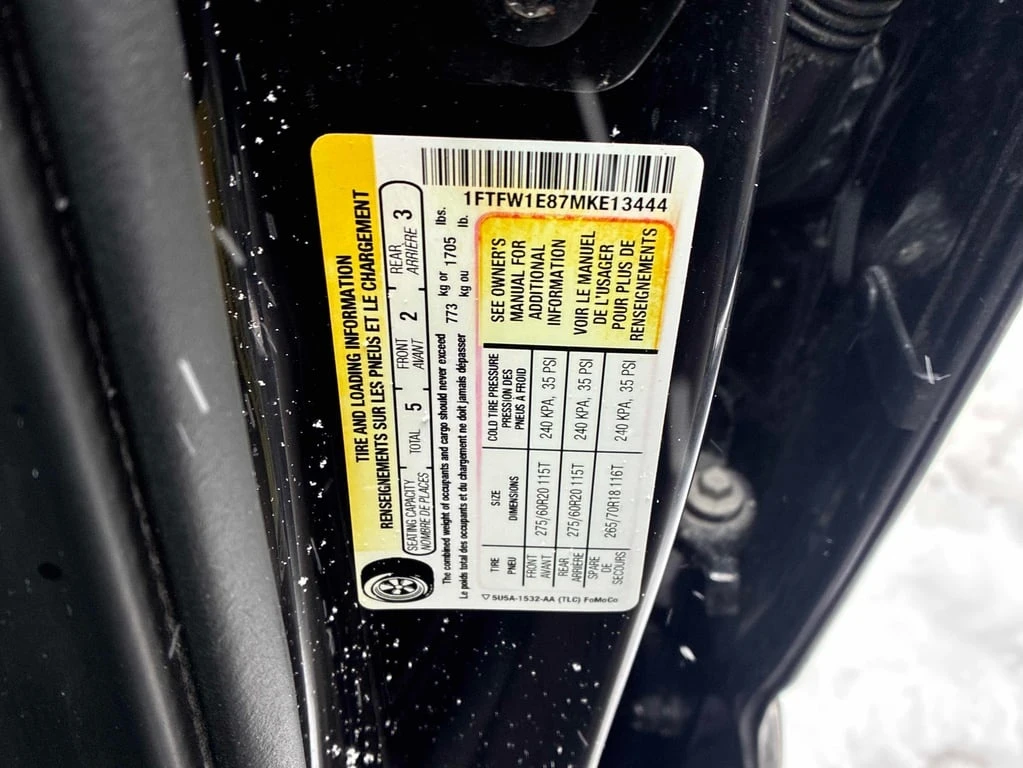 1FTFW1E87MKE13444
TIRE AND LOADING INFORMATION
RENSEIGNEMENTS SUR LES PNEUS ET LE CHARGEMENT
SEATING CAPACITY TOTAL 5 FRONT 2 REAR 3
NOMBRE DE PLACES AVANT ARRIÈRE
The combined weight of occupants and cargo should never exceed 773 kg or 1705 lbs.
Le poids total des occupants et du chargement ne doit jamais dépasser kg ou lb.
TIRE SIZE COLD TIRE PRESSURE
PNEU DIMENSIONS PRESSION DES
PNEUS À FROID
FRONT
AVANT 275/60R20 115T 240 KPA, 35 PSI
REAR
ARRIÈRE 275/60R20 115T 240 KPA, 35 PSI
SPARE
DE
SECOURS 265/70R18 116T 240 KPA, 35 PSI
SEE OWNER'S
MANUAL FOR
ADDITIONAL
INFORMATION
VOIR LE MANUEL
DE L'USAGER
POUR PLUS DE
RENSEIGNEMENTS
5U5A-1532-AA (TLC) FoMoCo